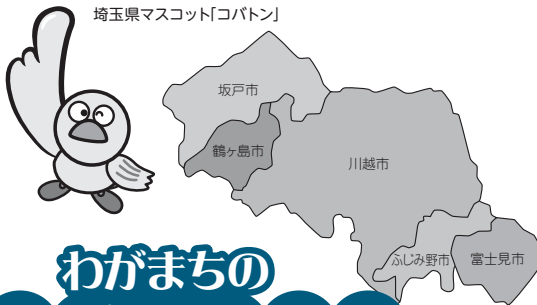 埼玉県マスコット「コバトン」
坂戸市
鶴ヶ島市
川越市
ふじみ野市
富士見市
わがまちの